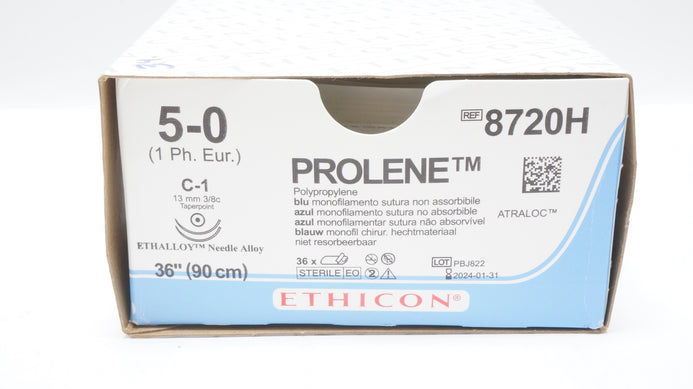 5-0
(1 Ph. Eur.)
C-1
13 mm 3/8c
Taperpoint
ETHALLOY™ Needle Alloy
36" (90 cm)
REF 8720H
PROLENE™
Polypropylene
blu monofilamento sutura non assorbibile
azul monofilamento sutura no absorbible
azul monofilamentar sutura não absorvível
blauw monofil chirur. hechtmateriaal
niet resorbeerbaar
ATRALOC™
36 x
STERILE EO 2
LOT PBJ822
2024-01-31
ETHICON®